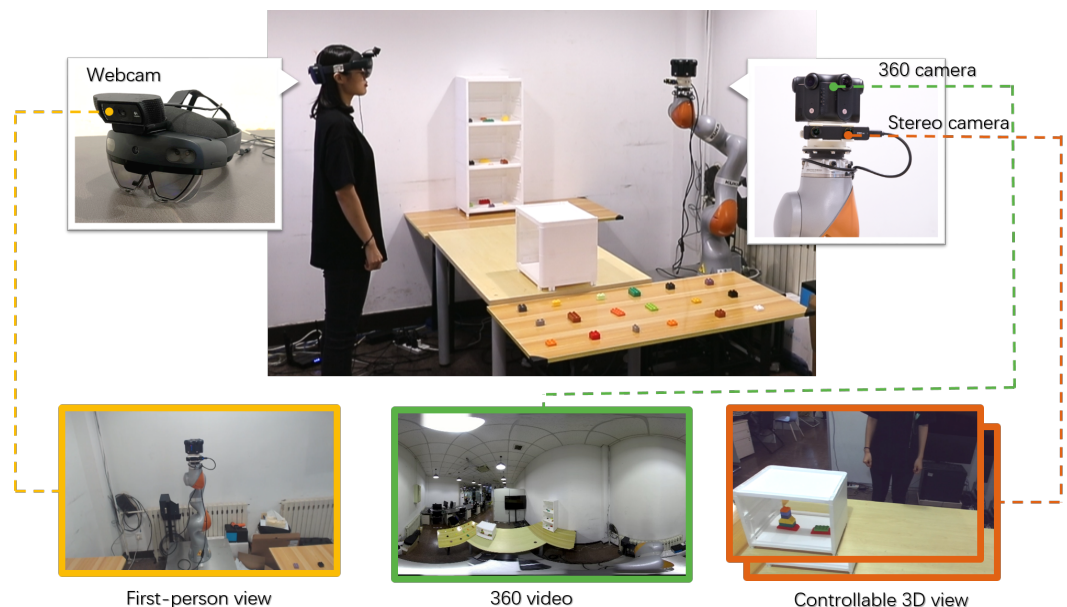 Webcam
360 camera
Stereo camera
First-person view
360 video
Controllable 3D view